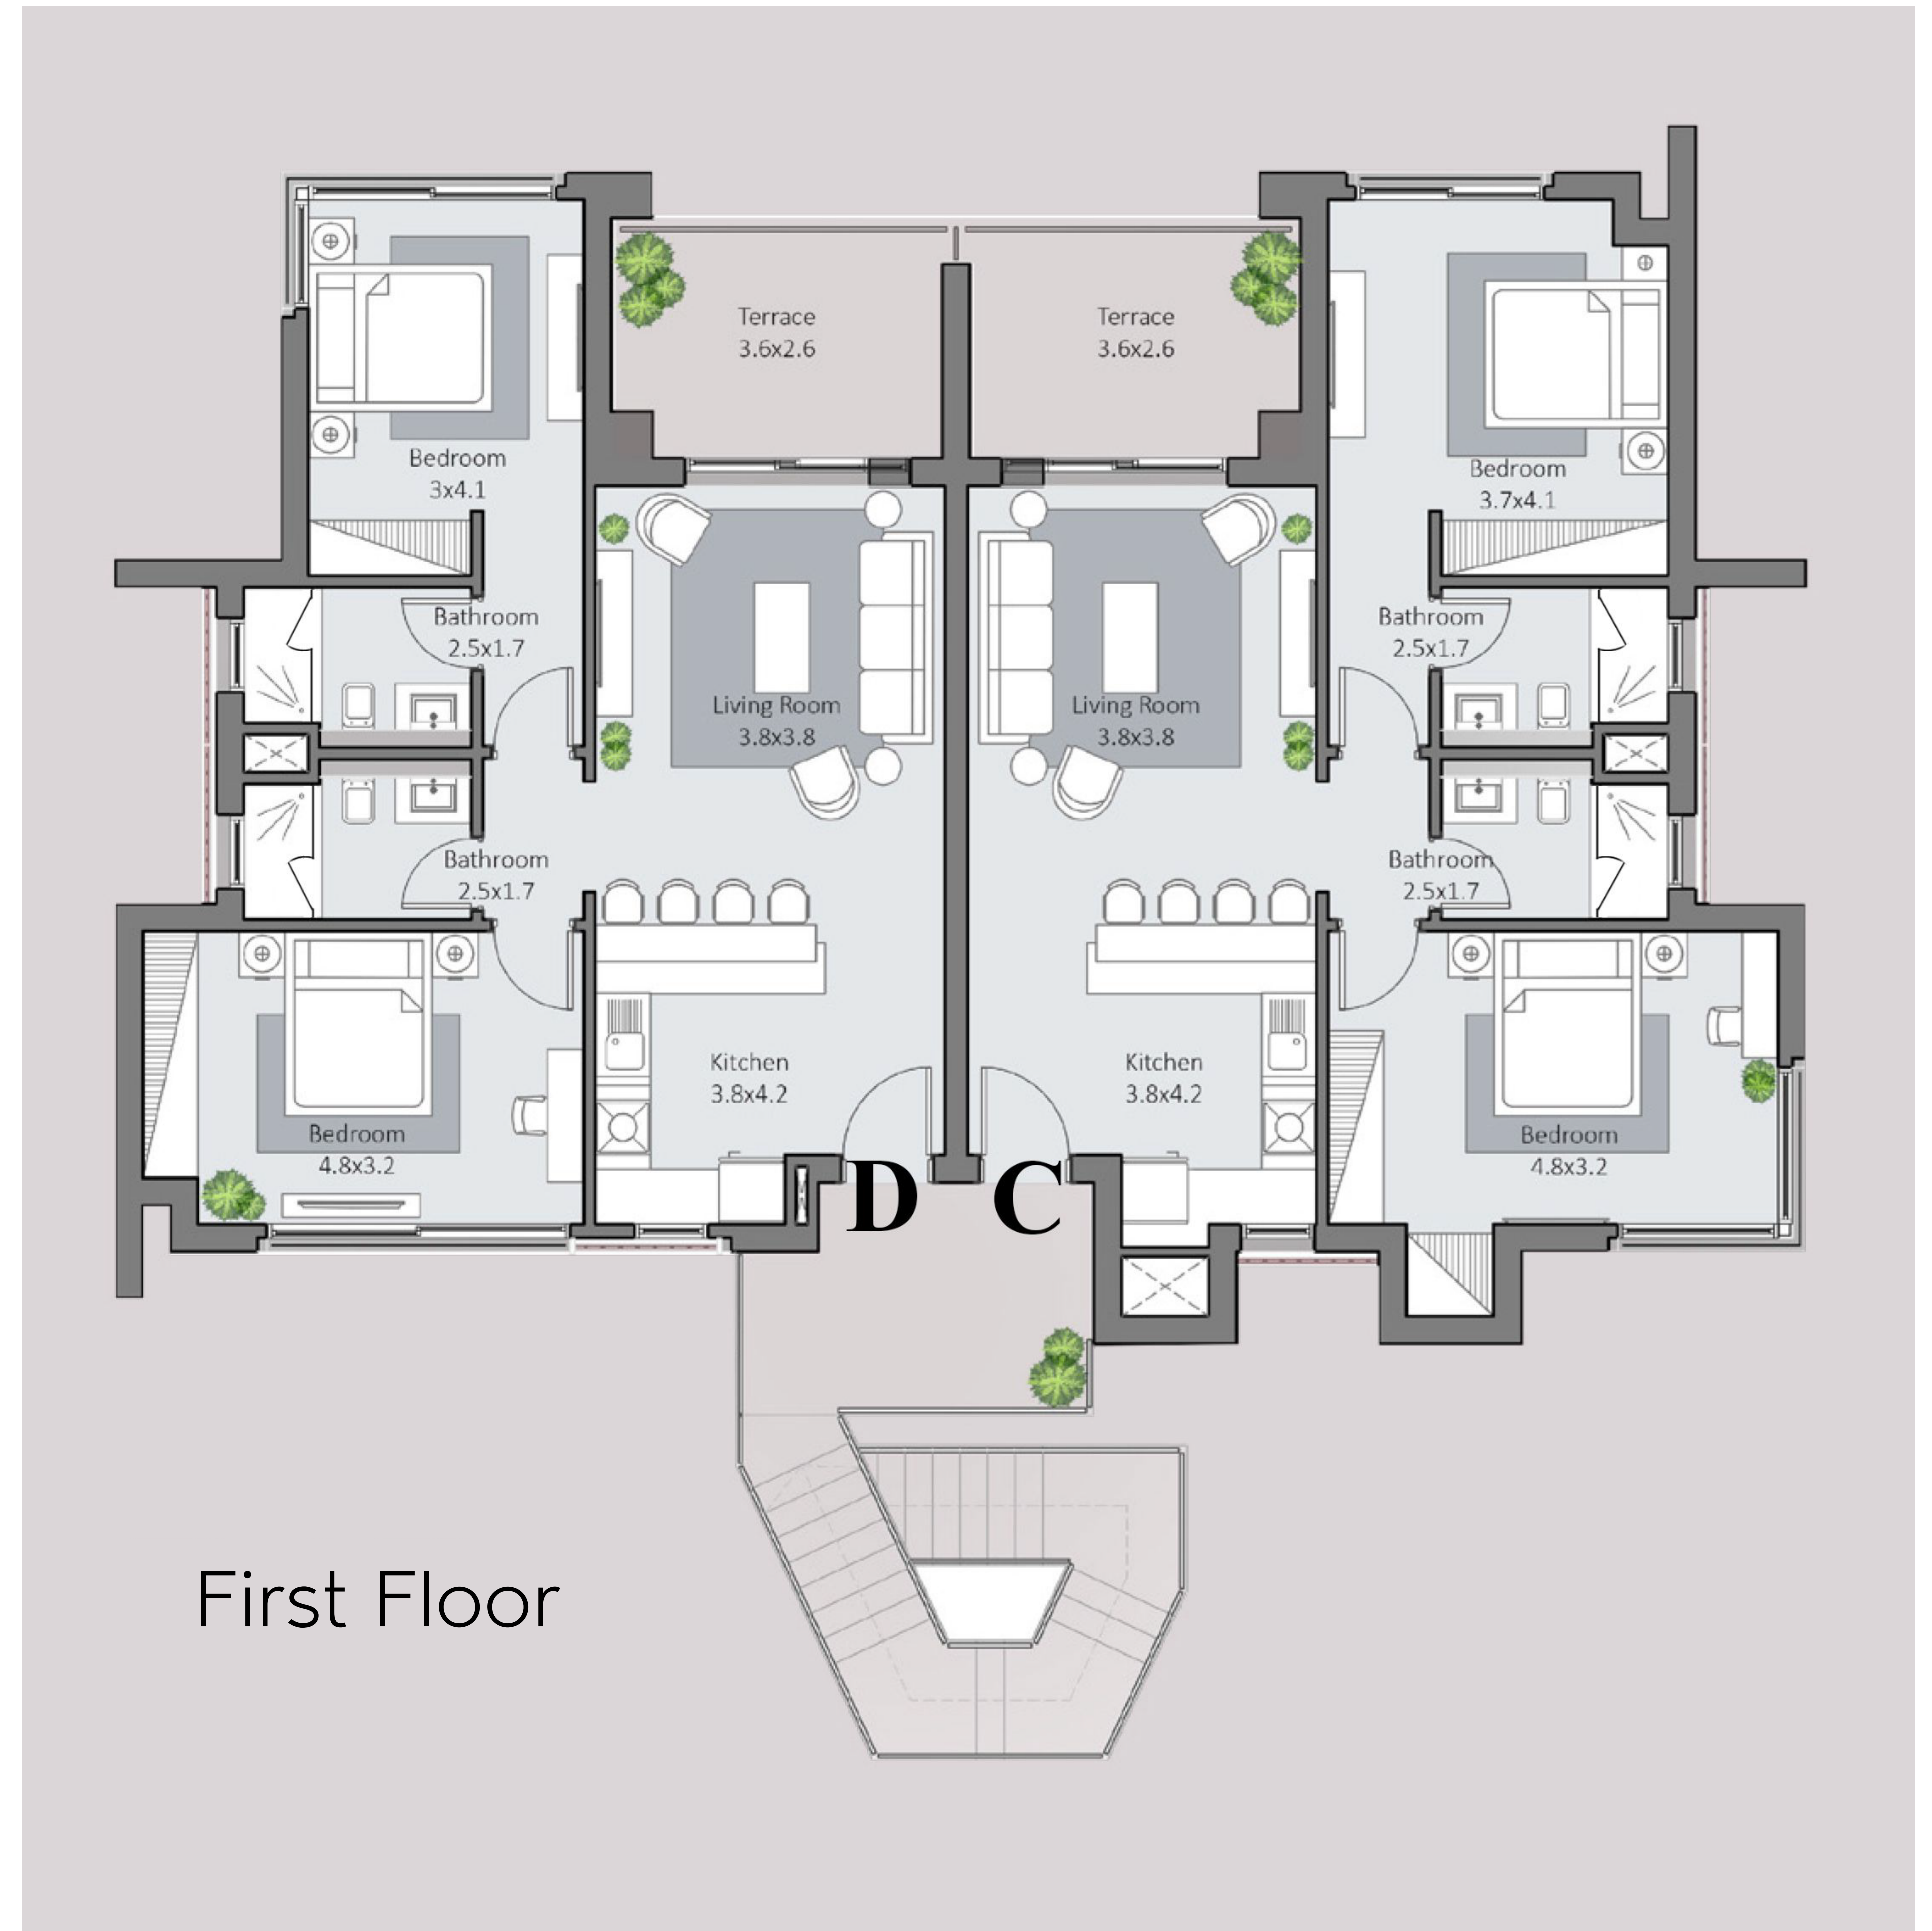 Terrace
3.6x2.6
Terrace
3.6x2.6
Bedroom
3x4.1
Bedroom
3.7x4.1
Bathroom
2.5x1.7
Bathroom
2.5x1.7
Living Room
3.8x3.8
Living Room
3.8x3.8
Bathroom
2.5x1.7
Bathroom
2.5x1.7
Kitchen
3.8x4.2
Kitchen
3.8x4.2
Bedroom
4.8x3.2
Bedroom
4.8x3.2
D C
First Floor